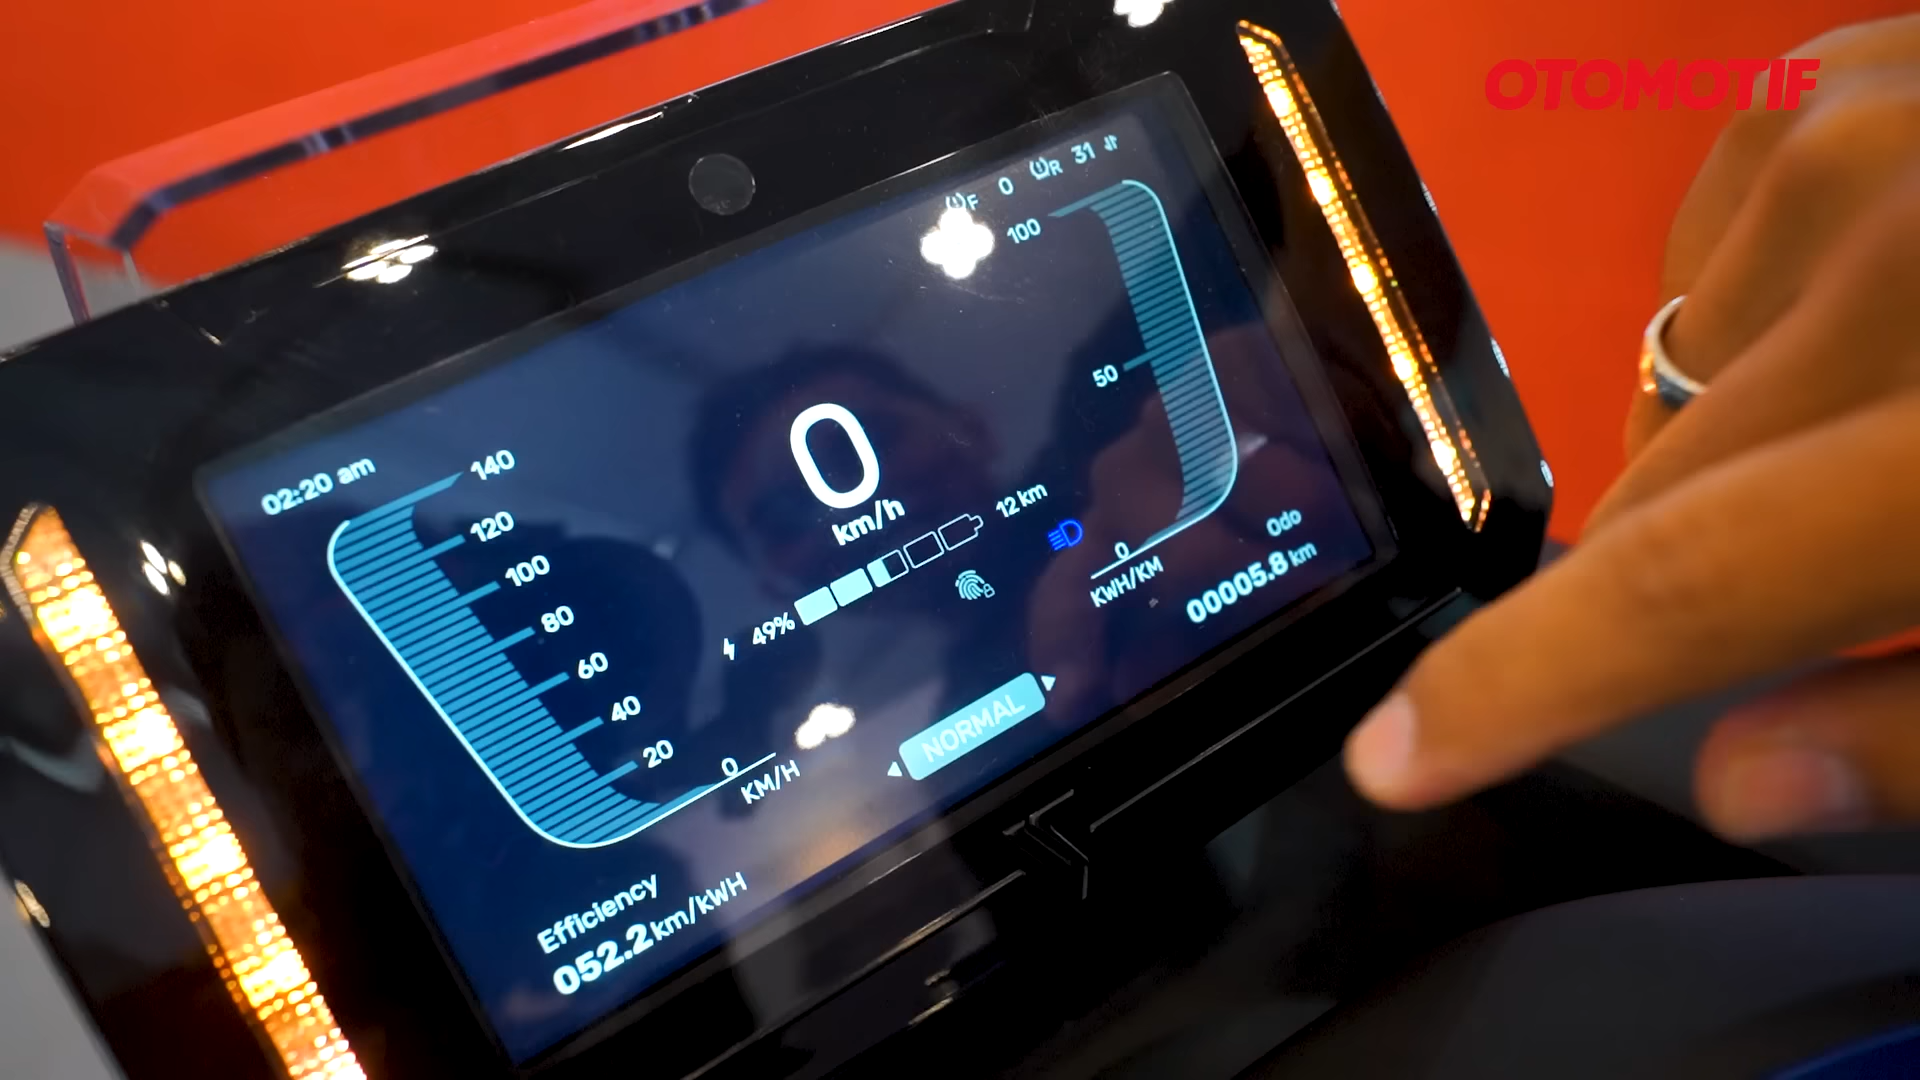 OTOMOTIF
F 0 R 31
02:20 am
140
120
100
80
60
40
20
0
KM/H
0
km/h
49%
12 km
100
50
0
KWH/KM
Odo
00005.8 km
NORMAL
Efficiency
052.2 km/kWH